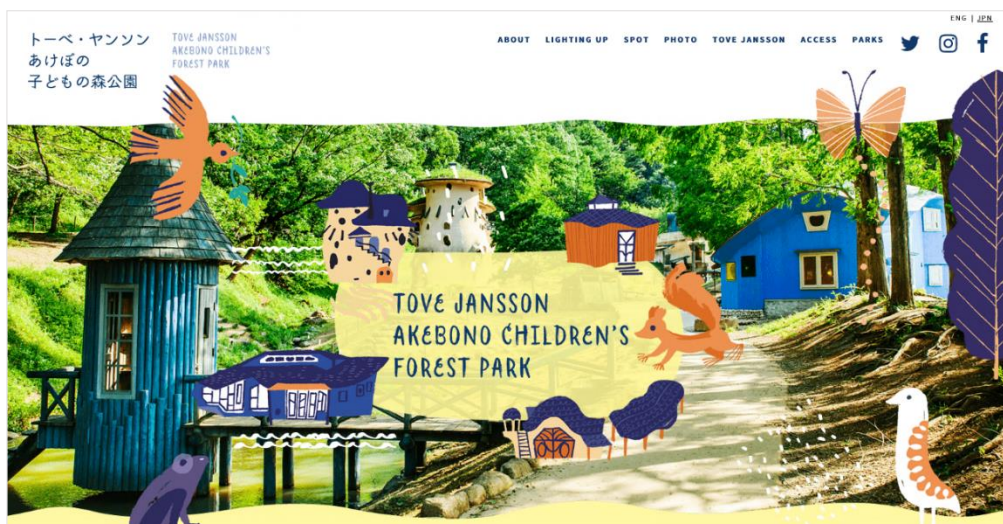 ENG | JPN
トーベ・ヤンソン
あけぼの
子どもの森公園
TOVE JANSSON
AKEBONO CHILDREN'S
FOREST PARK
ABOUT LIGHTING UP SPOT PHOTO TOVE JANSSON ACCESS PARKS
TOVE JANSSON
AKEBONO CHILDREN'S
FOREST PARK